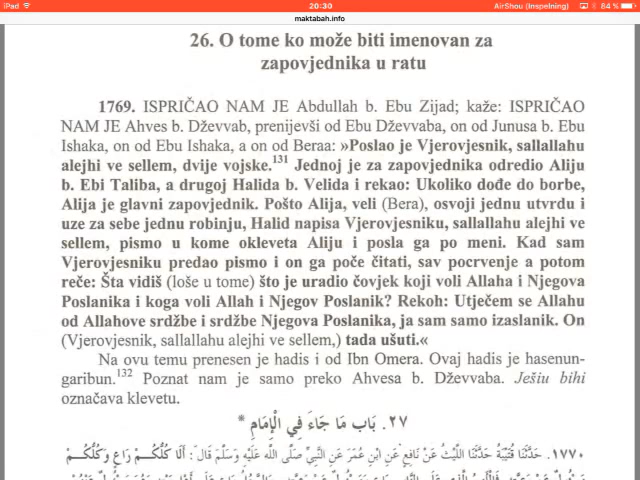 iPad
20:30
AirShou (Inspelning)
84 %
maktabah.info
26. O tome ko može biti imenovan za
zapovjednika u ratu
1769. ISPRIČAO NAM JE Abdullah b. Ebu Zijad; kaže: ISPRIČAO
NAM JE Ahves b. Dževvab, prenijevši od Ebu Dževvaba, on od Junusa b. Ebu
Ishaka, on od Ebu Ishaka, a on od Beraa: »Poslao je Vjerovjesnik, sallallahu
alejhi ve sellem, dvije vojske.131 Jednoj je za zapovjednika odredio Aliju
b. Ebi Taliba, a drugoj Halida b. Velida i rekao: Ukoliko dođe do borbe,
Alija je glavni zapovjednik. Pošto Alija, veli (Bera), osvoji jednu utvrdu i
uze za sebe jednu robinju, Halid napisa Vjerovjesniku, sallallahu alejhi ve
sellem, pismo u kome okleveta Aliju i posla ga po meni. Kad sam
Vjerovjesniku predao pismo i on ga poče čitati, sav pocrvene a potom
reče: Šta vidiš (loše u tome) što je uradio čovjek koji voli Allaha i Njegova
Poslanika i koga voli Allah i Njegov Poslanik? Rekoh: Utječem se Allahu
od Allahove srdžbe i srdžbe Njegova Poslanika, ja sam samo izaslanik. On
(Vjerovjesnik, sallallahu alejhi ve sellem,) tada ušuti.«
Na ovu temu prenesen je hadis i od Ibn Omera. Ovaj hadis je hasenun-
garibun.132 Poznat nam je samo preko Ahvesa b. Dževvaba. Ješiu bihi
označava klevetu.
٢٧. بَابُ مَا جَاءَ فِي الْإِمَامِ *
١٧٧٠. حَدَّثَنَا قُتَيْبَةُ حَدَّثَنَا اللَّيْثُ عَنْ نَافِعٍ عَنِ ابْنِ عُمَرَ عَنِ النَّبِيِّ صَلَّى اللَّهُ عَلَيْهِ وَسَلَّمَ قَالَ: أَلَا كُلُّكُمْ رَاعٍ وَكُلُّكُمْ